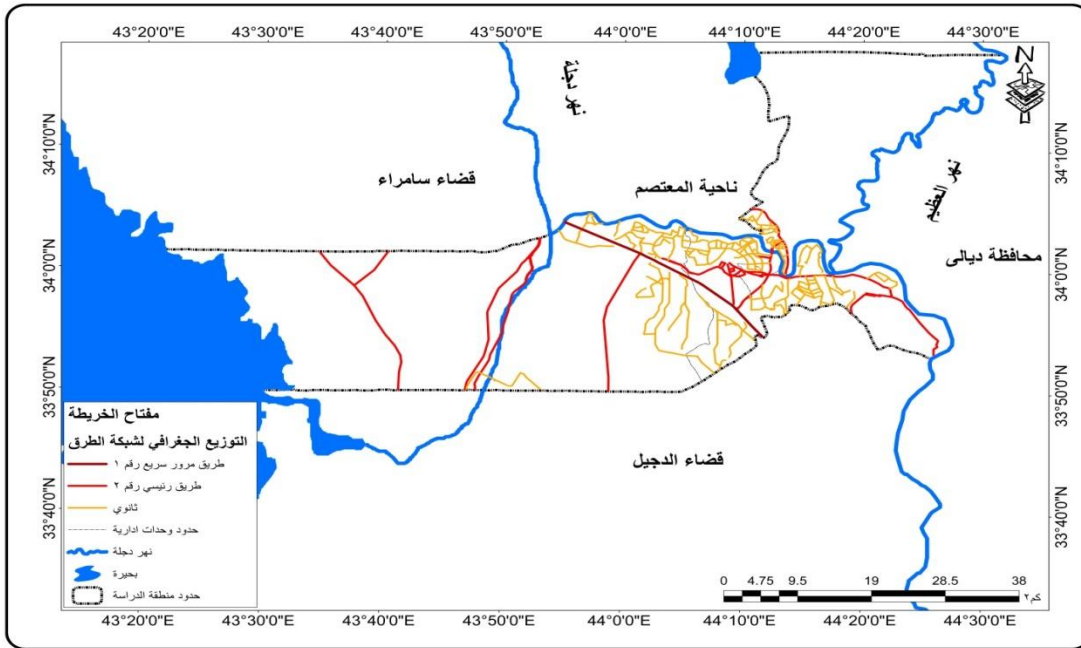 43°20'0"E 43°30'0"E 43°40'0"E 43°50'0"E 44°0'0"E 44°10'0"E 44°20'0"E 44°30'0"E
N
نهر دجلة
34°10'0"N
34°10'0"N
نهر العظيم
قضاء سامراء
ناحية المعتصم
محافظة ديالى
34°0'0"N
34°0'0"N
33°50'0"N
33°50'0"N
قضاء الدجيل
33°40'0"N
33°40'0"N
مفتاح الخريطة
التوزيع الجغرافي لشبكة الطرق
طريق مرور سريع رقم ١
طريق رئيسي رقم ٢
ثانوي
حدود وحدات ادارية
نهر دجلة
بحيرة
حدود منطقة الدراسة
0 4.75 9.5 19 28.5 38
كم٢
43°20'0"E 43°30'0"E 43°40'0"E 43°50'0"E 44°0'0"E 44°10'0"E 44°20'0"E 44°30'0"E